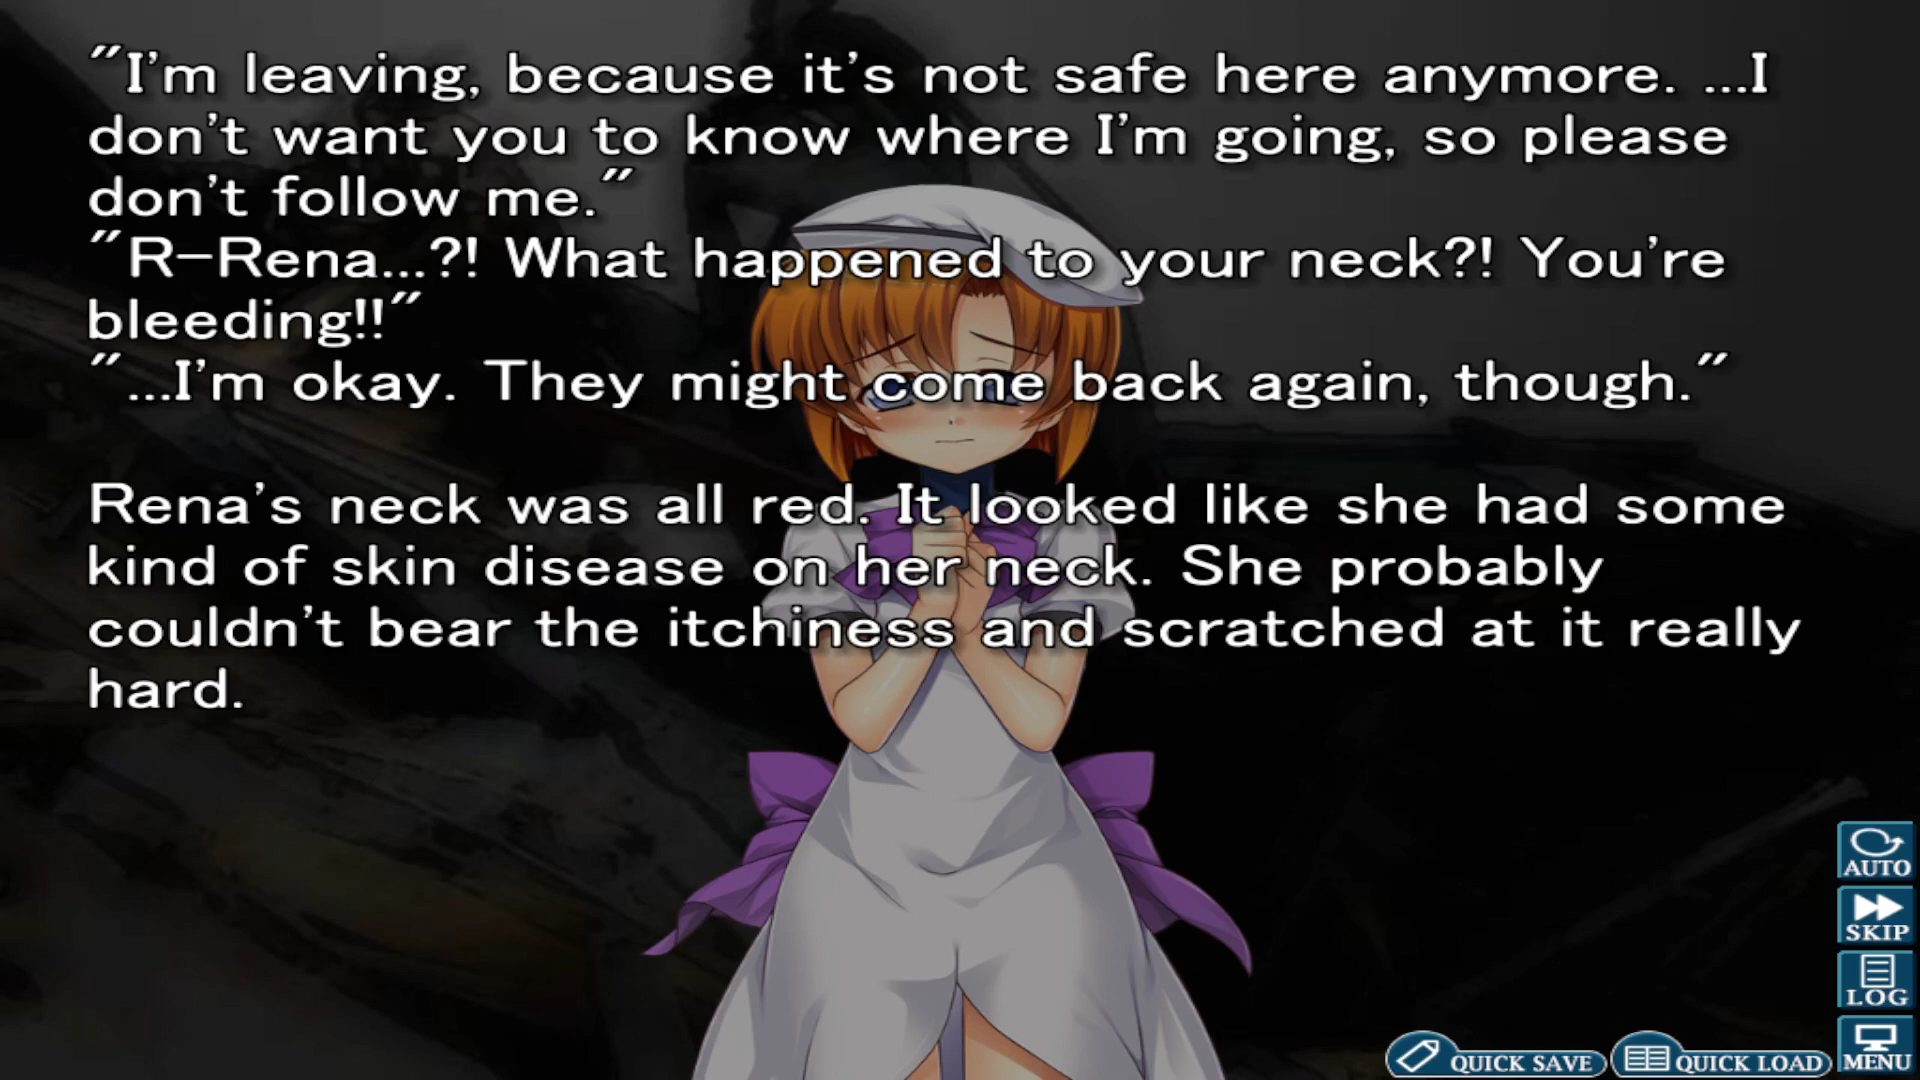 "I'm leaving, because it's not safe here anymore. ...I
don't want you to know where I'm going, so please
don't follow me."
"R-Rena...?! What happened to your neck?! You're
bleeding!!"
"...I'm okay. They might come back again, though."
Rena's neck was all red. It looked like she had some
kind of skin disease on her neck. She probably
couldn't bear the itchiness and scratched at it really
hard.
AUTO
SKIP
LOG
MENU
QUICK SAVE
QUICK LOAD